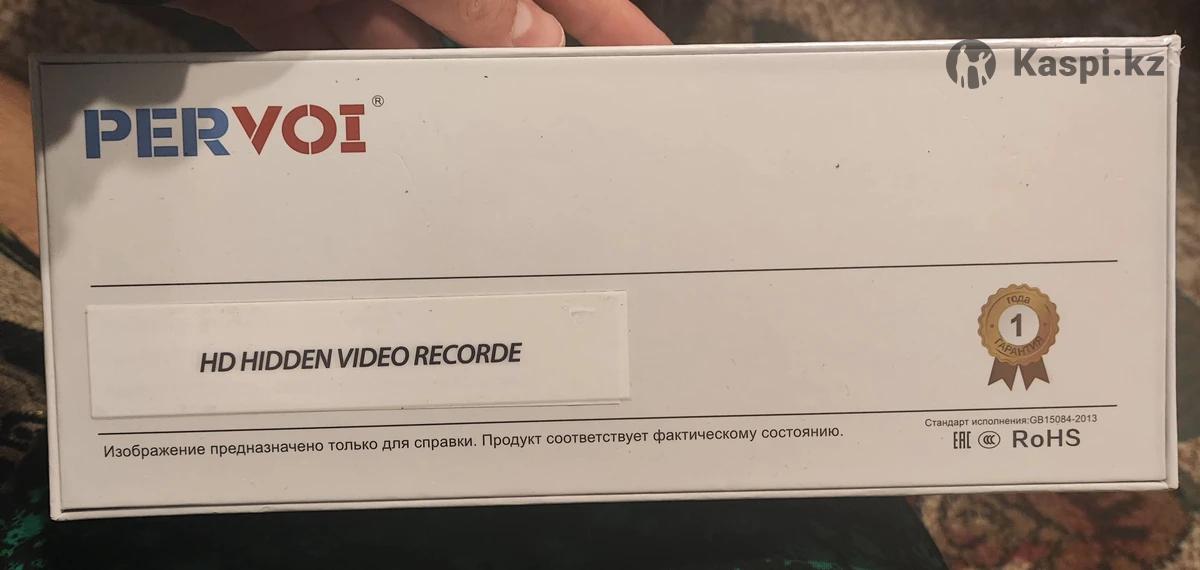 Kaspi.kz
PERVOI®
HD HIDDEN VIDEO RECORDE
года
1
ГАРАНТИЯ
Стандарт исполнения:GB15084-2013
Изображение предназначено только для справки. Продукт соответствует фактическому состоянию.
EAC CCC RoHS